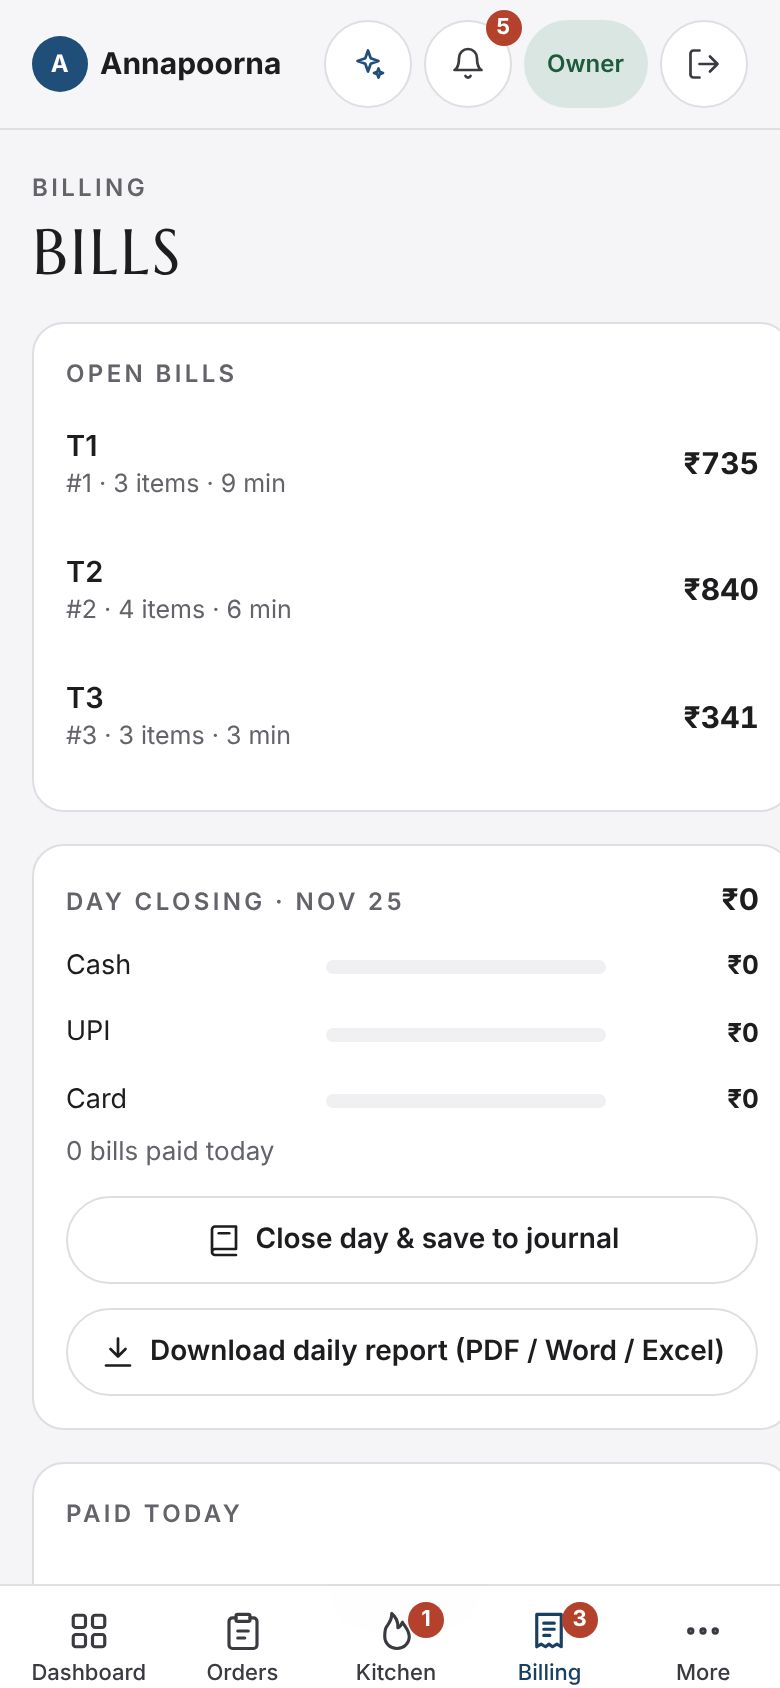 A Annapoorna 5 Owner
BILLING
BILLS
OPEN BILLS
T1
#1 · 3 items · 9 min
₹735
T2
#2 · 4 items · 6 min
₹840
T3
#3 · 3 items · 3 min
₹341
DAY CLOSING · NOV 25 ₹0
Cash ₹0
UPI ₹0
Card ₹0
0 bills paid today
Close day & save to journal
Download daily report (PDF / Word / Excel)
PAID TODAY
1 3
Dashboard Orders Kitchen Billing More